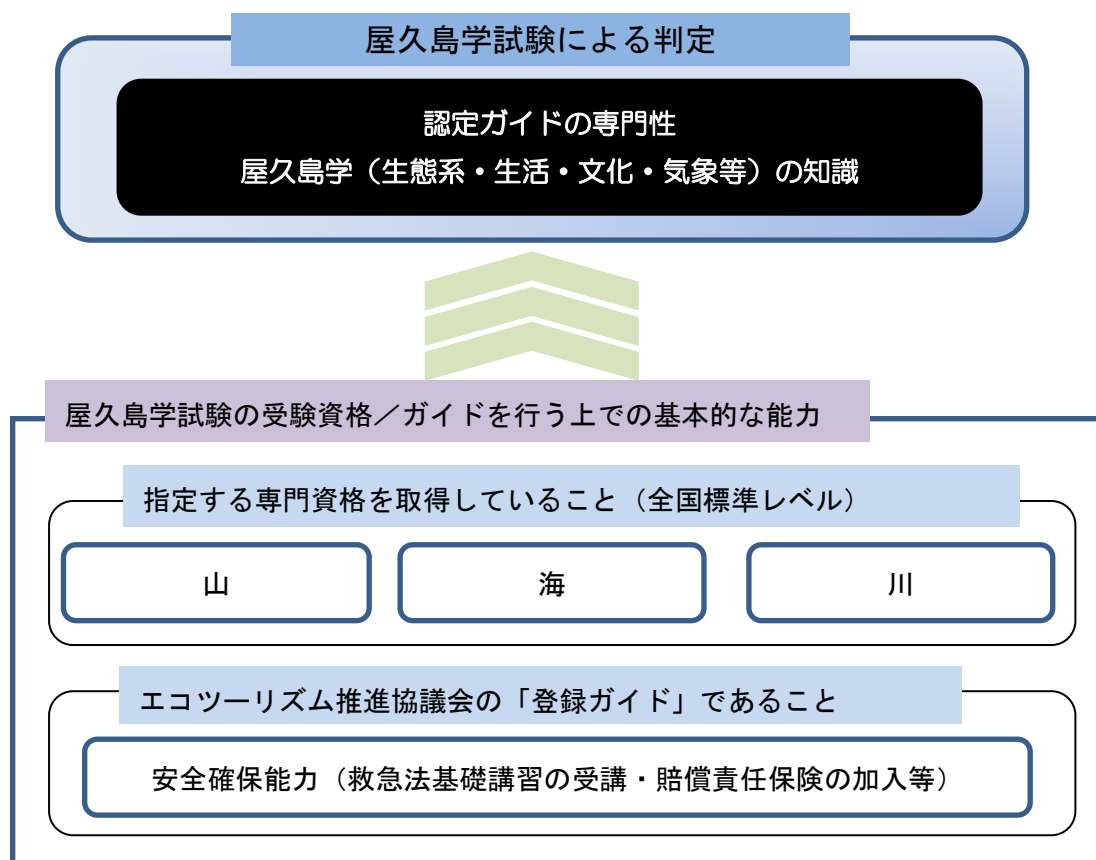 屋久島学試験による判定
認定ガイドの専門性
屋久島学（生態系・生活・文化・気象等）の知識
屋久島学試験の受験資格／ガイドを行う上での基本的な能力
指定する専門資格を取得していること（全国標準レベル）
山
海
川
エコツーリズム推進協議会の「登録ガイド」であること
安全確保能力（救急法基礎講習の受講・賠償責任保険の加入等）